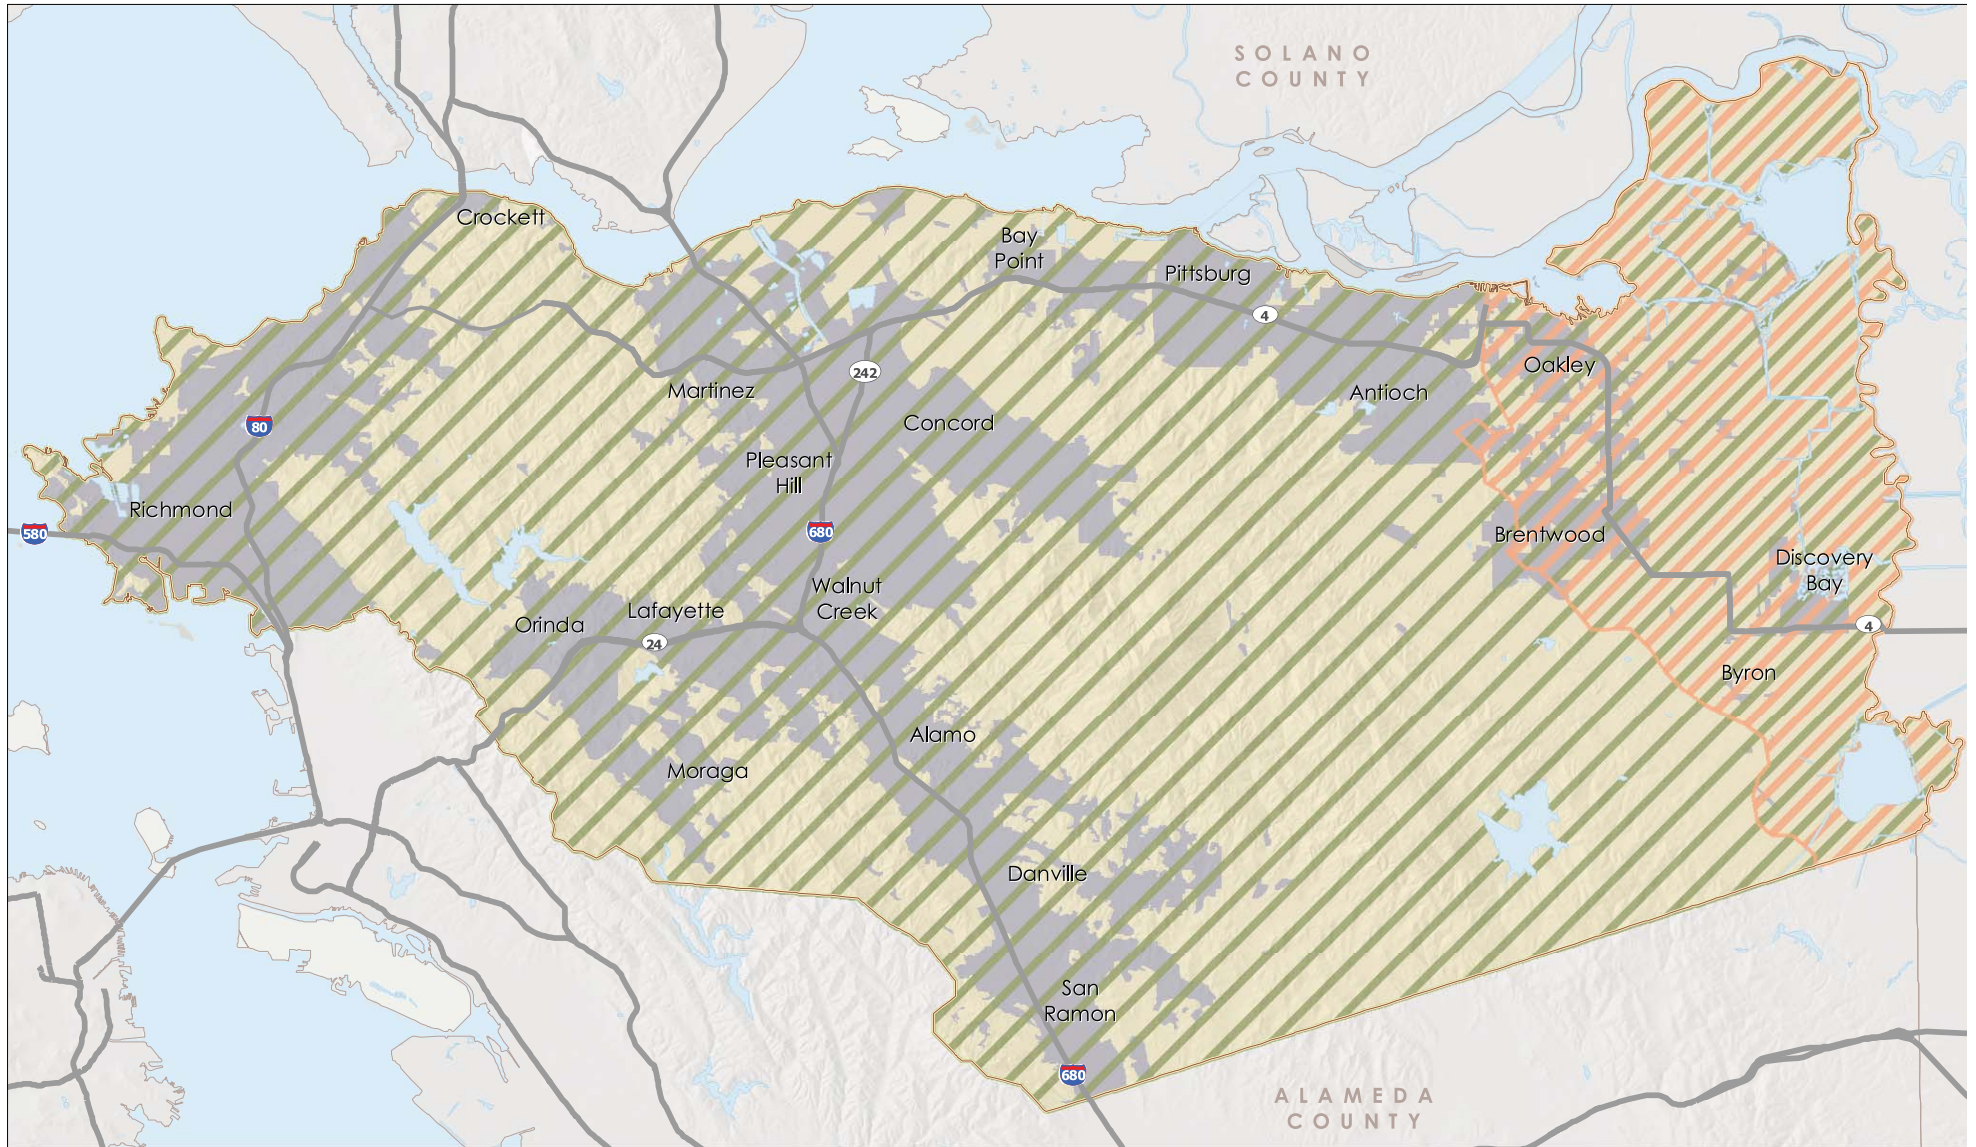 SOLANO
COUNTY
Crockett
Bay
Point
Pittsburg
4
242
Martinez
Oakley
Antioch
80
Concord
Pleasant
Hill
Richmond
580
680
Brentwood
Discovery
Bay
Walnut
Creek
Lafayette
Orinda
24
4
Byron
Alamo
Moraga
Danville
San
Ramon
680
ALAMEDA
COUNTY